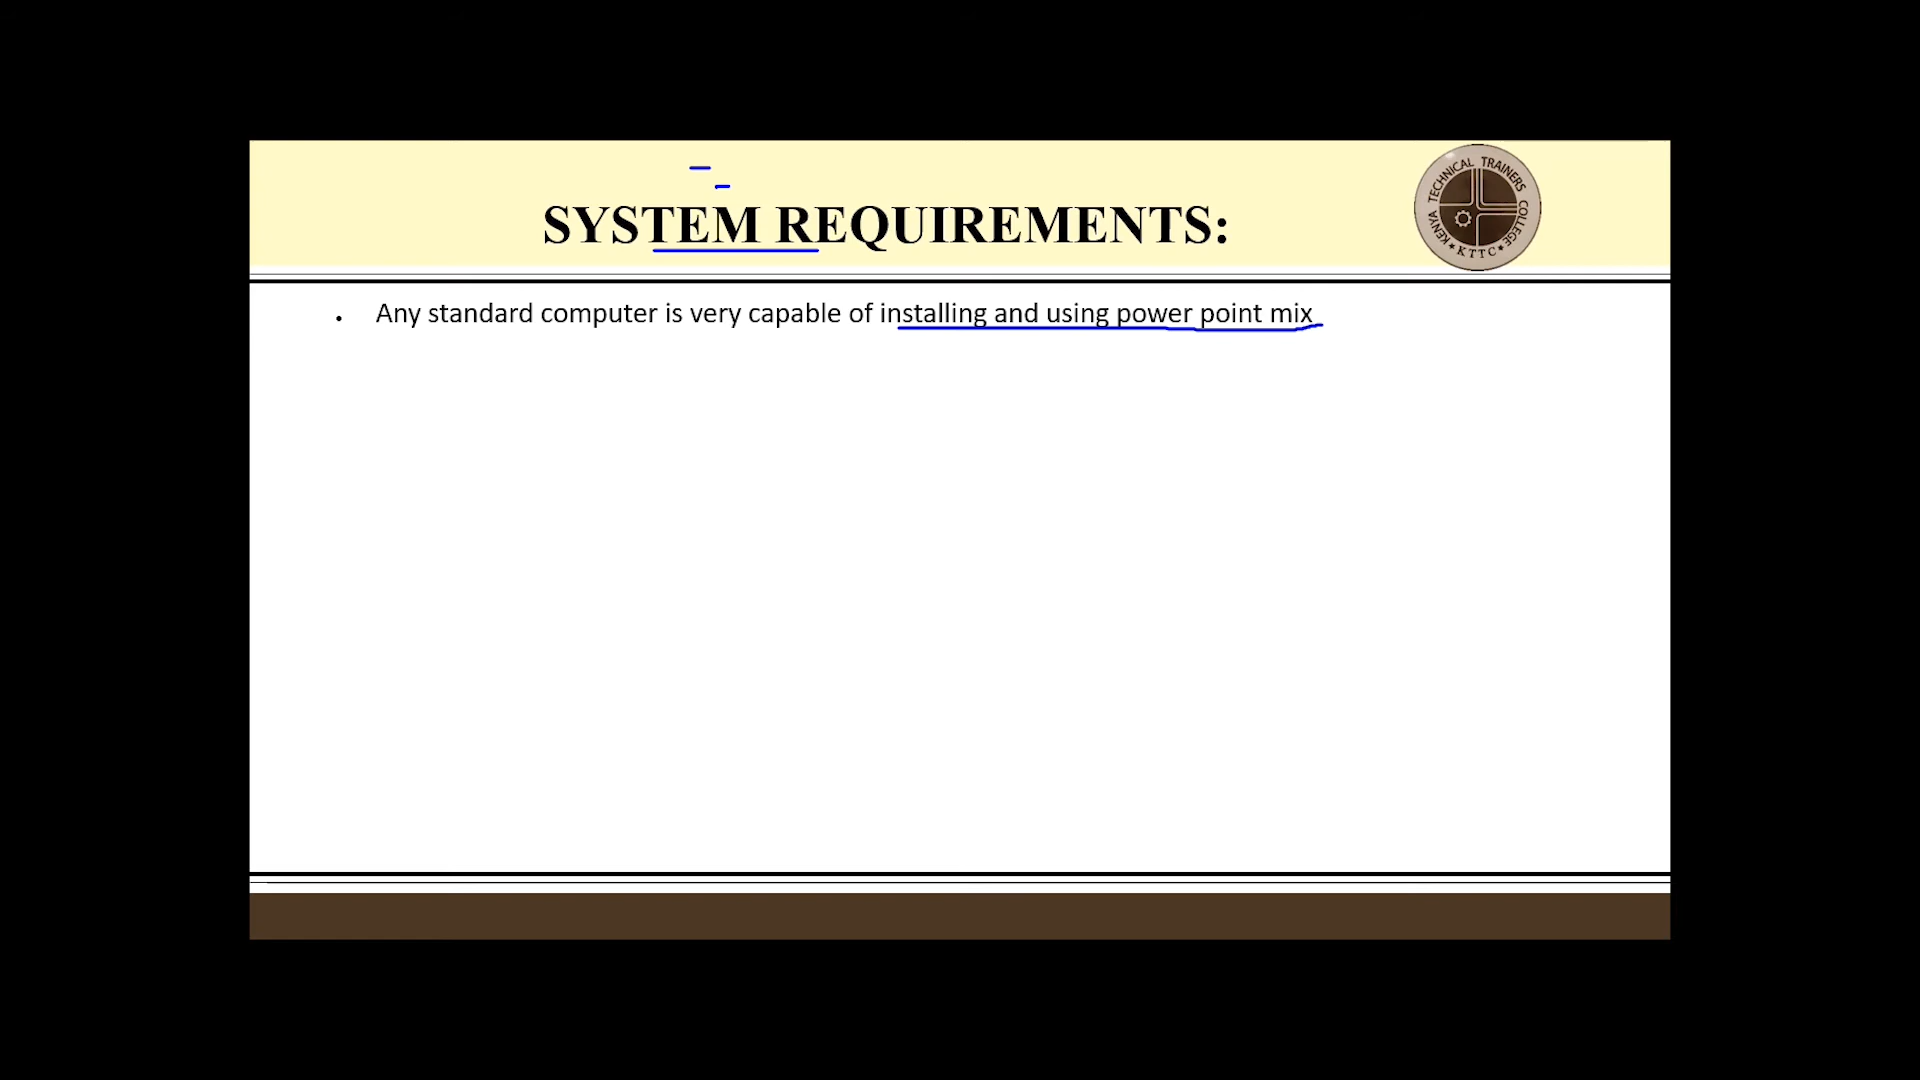 SYSTEM REQUIREMENTS:
KENYA TECHNICAL TRAINERS COLLEGE
★ KTTC ★
• Any standard computer is very capable of installing and using power point mix